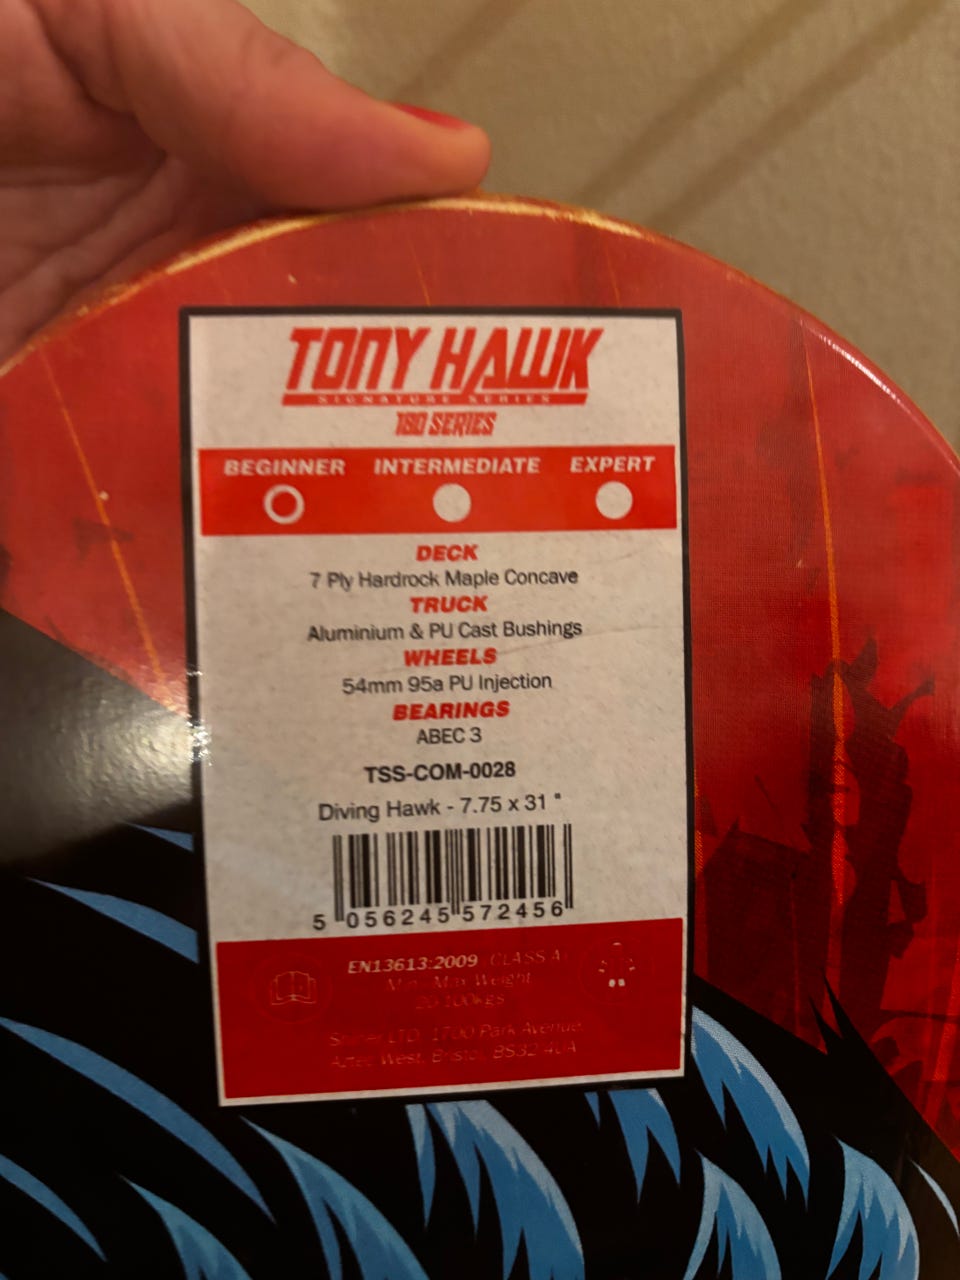 TONY HAWK
SIGNATURE SERIES
180 SERIES
BEGINNER INTERMEDIATE EXPERT
DECK
7 Ply Hardrock Maple Concave
TRUCK
Aluminium & PU Cast Bushings
WHEELS
54mm 95a PU Injection
BEARINGS
ABEC 3
TSS-COM-0028
Diving Hawk - 7.75 x 31 "
5 056245 572456
EN13613:2009 CLASS A:
Min - Max Weight
20-100kgs
LTD, 1700 Park Avenue,
Aztec West, Bristol, BS32 4UA